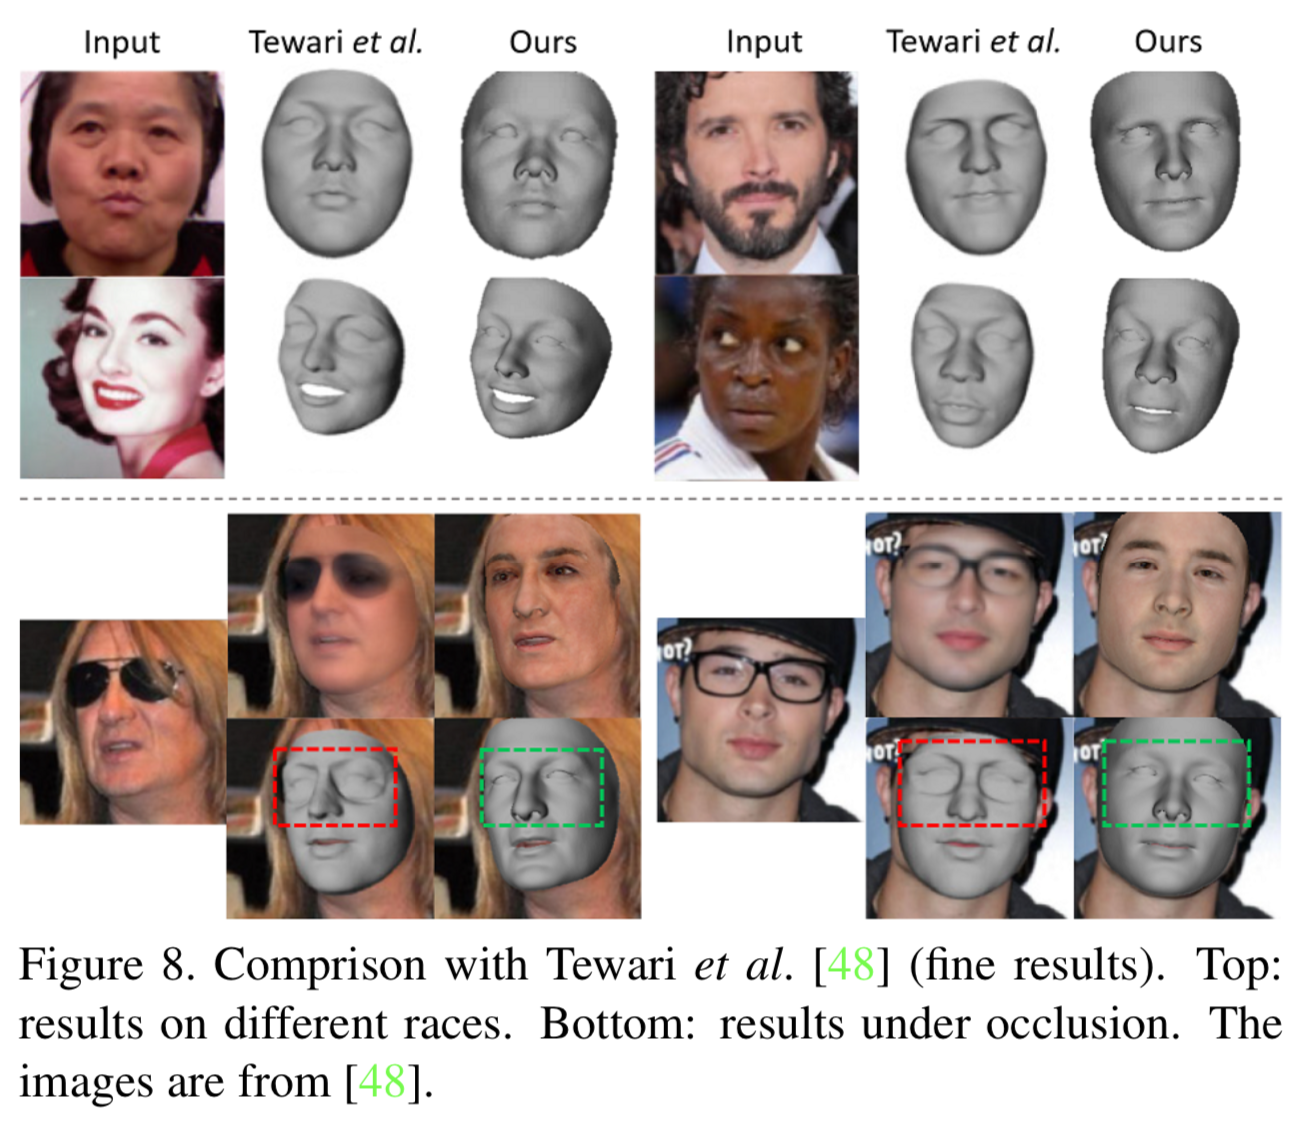 Input Tewari et al. Ours Input Tewari et al. Ours
OT?
OT?
OT?
OT?
OT?
Figure 8. Comprison with Tewari et al. [48] (fine results). Top:
results on different races. Bottom: results under occlusion. The
images are from [48].